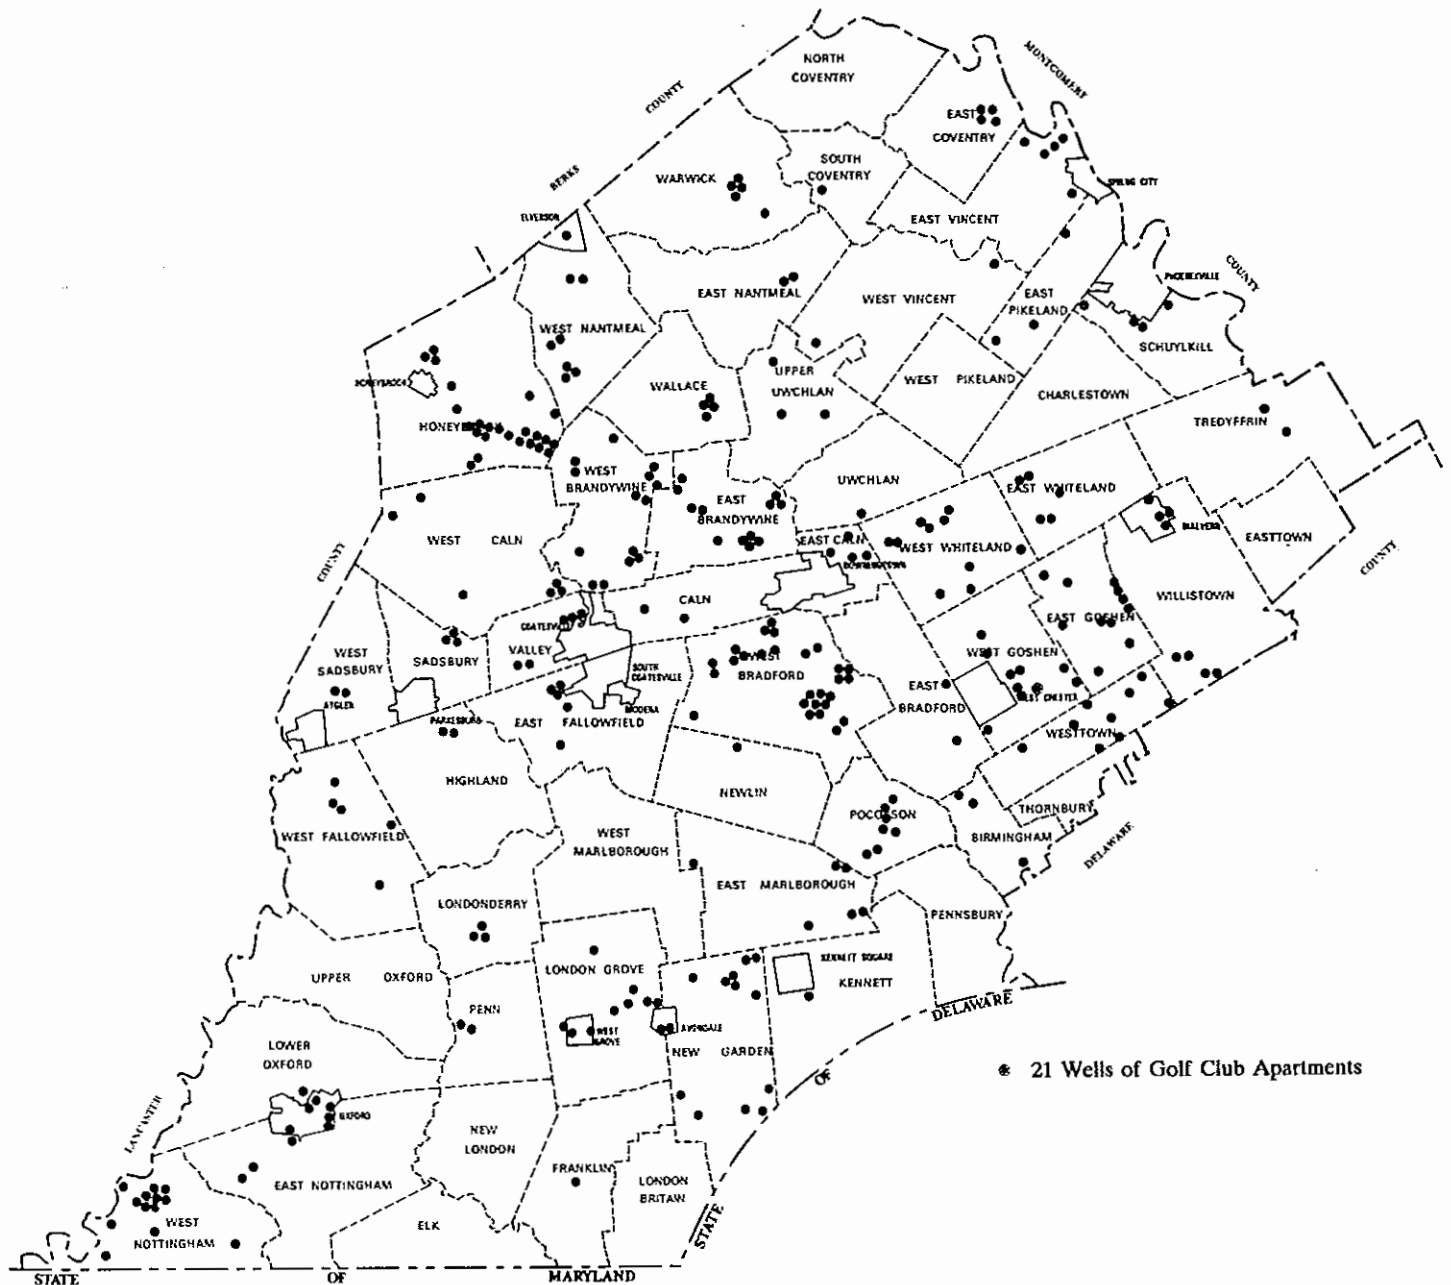 NORTH
COVENTRY
MONTGOMERY
COUNTY
EAST
COVENTRY
SOUTH
COVENTRY
WARWICK
BERKS
SPRING CITY
ELVERSON
EAST VINCENT
COUNTY
PHOENIXVILLE
EAST NANTMEAL
WEST VINCENT
EAST
PIKELAND
WEST NANTMEAL
SCHUYLKILL
HONEYBROOK
WALLACE
UPPER
UWCHLAN
WEST PIKELAND
CHARLESTOWN
TREDYFFRIN
WEST
BRANDYWINE
UWCHLAN
EAST WHITELAND
EAST
BRANDYWINE
MALVERN
EASTTOWN
WEST CALN
EAST CALN
DOWNINGTOWN
WEST WHITELAND
COUNTY
COUNTY
CALN
WILLISTOWN
EAST GOSHEN
COATESVILLE
VALLEY
WEST
SADSBURY
SADSBURY
SOUTH
COATESVILLE
WEST
BRADFORD
WEST GOSHEN
EAST
BRADFORD
WEST CHESTER
ATGLEN
PARKESBURG
EAST FALLOWFIELD
MODENA
WESTTOWN
HIGHLAND
NEWLIN
THORNBURY
POCOPSON
BIRMINGHAM
DELAWARE
WEST FALLOWFIELD
WEST
MARLBOROUGH
EAST MARLBOROUGH
LONDONDERRY
PENNSBURY
UPPER OXFORD
LONDON GROVE
KENNETT SQUARE
KENNETT
PENN
DELAWARE
WEST
GROVE
AVONDALE
LOWER
OXFORD
NEW GARDEN
OF
21 Wells of Golf Club Apartments
LANCASTER
OXFORD
NEW
LONDON
FRANKLIN
LONDON
BRITAIN
EAST NOTTINGHAM
WEST
NOTTINGHAM
ELK
STATE
STATE OF MARYLAND